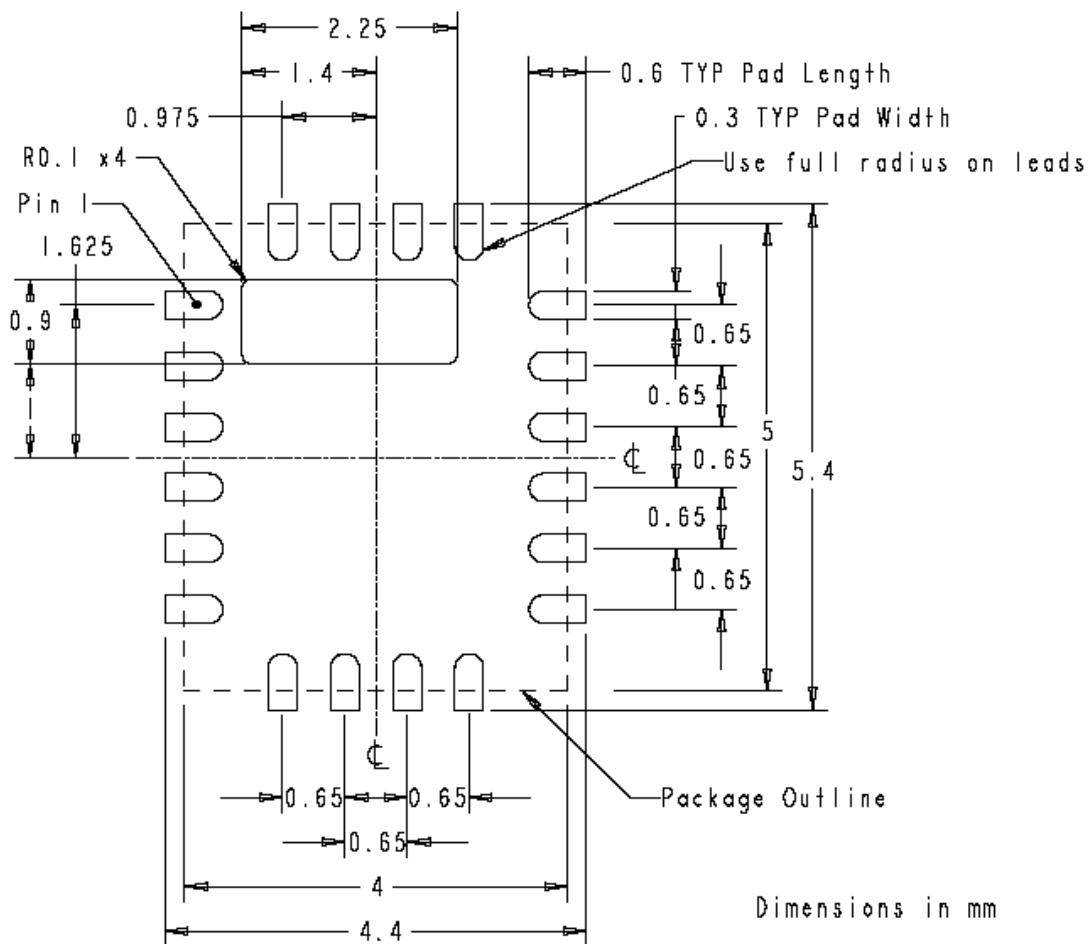 2.25
1.4
0.6 TYP Pad Length
0.975
0.3 TYP Pad Width
R0.1 x4
Use full radius on leads
Pin 1
1.625
0.9
0.65
0.65
5
0.65
5.4
0.65
0.65
℄
℄
0.65
0.65
0.65
Package Outline
4
Dimensions in mm
4.4